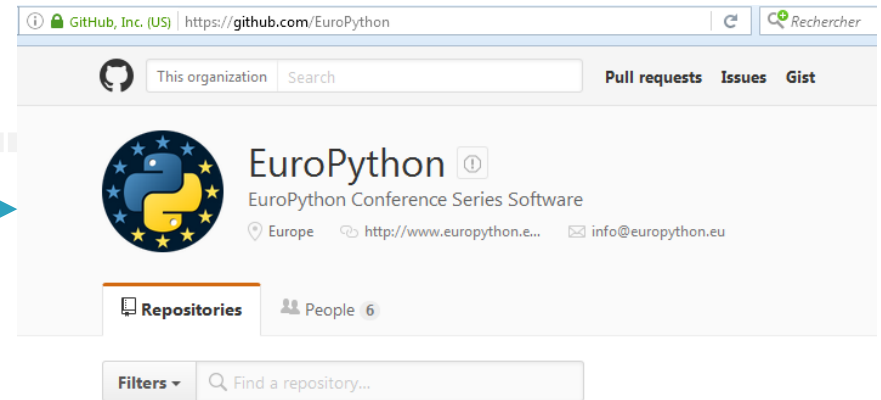 GitHub, Inc. (US) https://github.com/EuroPython Rechercher
This organization Search Pull requests Issues Gist
EuroPython
EuroPython Conference Series Software
Europe http://www.europython.e... info@europython.eu
Repositories People 6
Filters Find a repository...